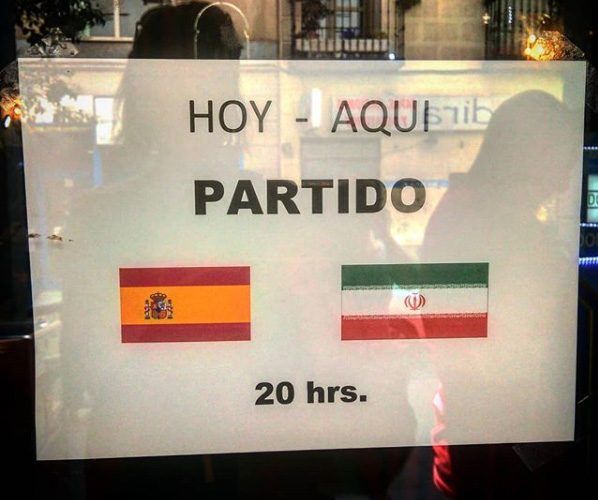 HOY - AQUI
PARTIDO
20 hrs.